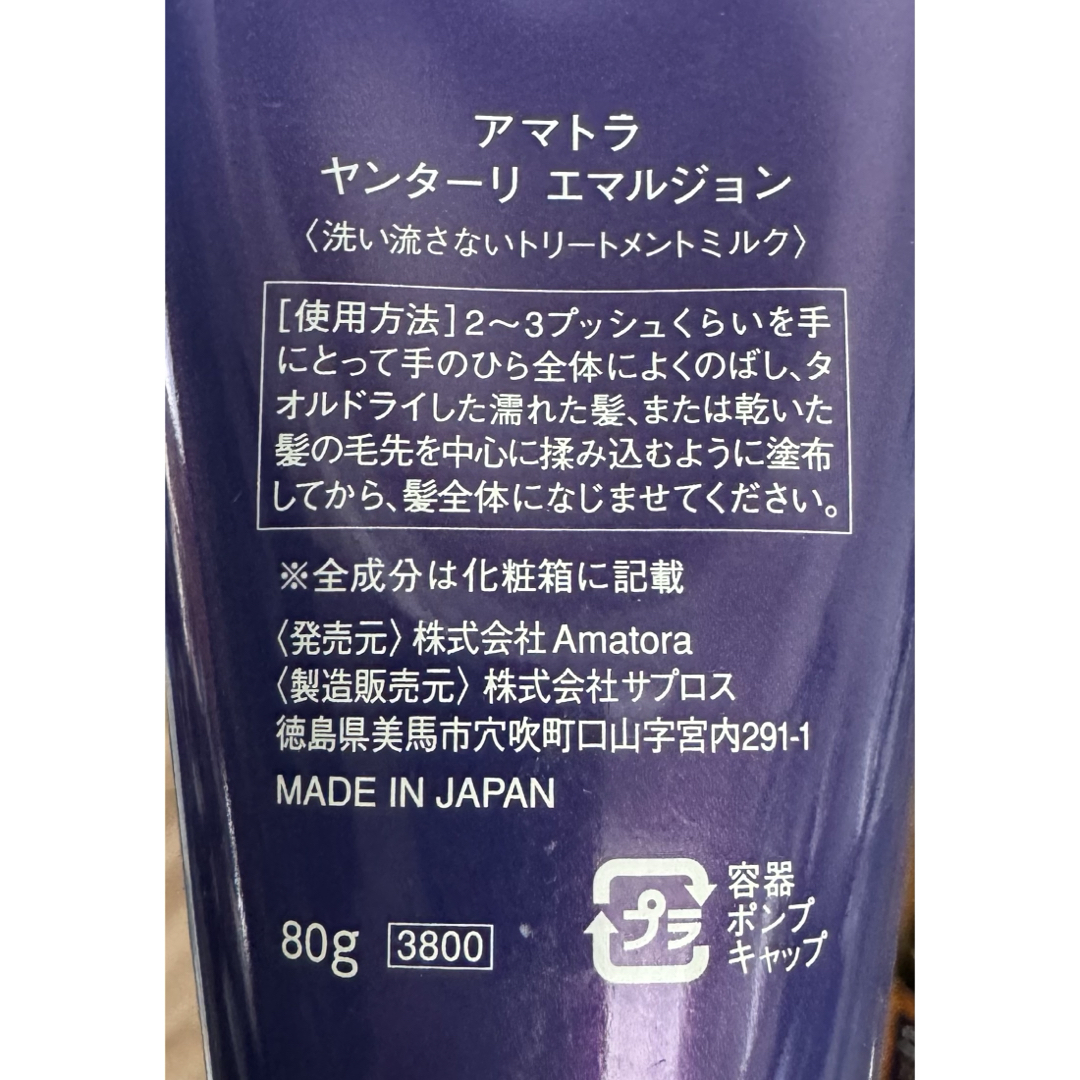 アマトラ
ヤンターリ エマルジョン
〈洗い流さないトリートメントミルク〉
[使用方法]2〜3プッシュくらいを手
にとって手のひら全体によくのばし、タ
オルドライした濡れた髪、または乾いた
髪の毛先を中心に揉み込むように塗布
してから、髪全体になじませてください。
※全成分は化粧箱に記載
〈発売元〉株式会社Amatora
〈製造販売元〉株式会社サプロス
徳島県美馬市穴吹町口山字宮内291-1
MADE IN JAPAN
80g 3800
プラ
容器
ポンプ
キャップ